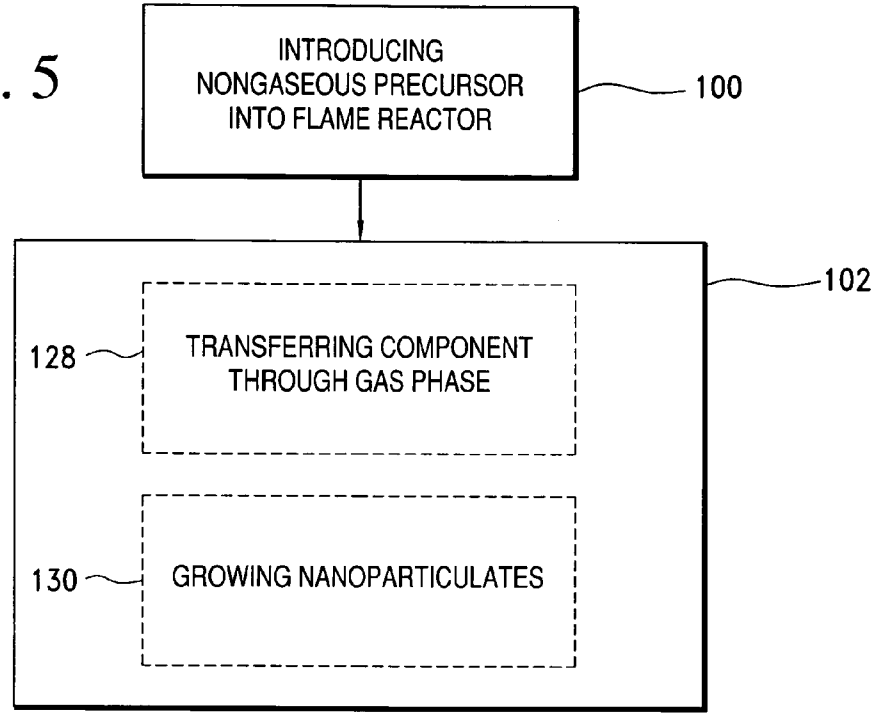 . 5
INTRODUCING
NONGASEOUS PRECURSOR
INTO FLAME REACTOR
100
102
128
TRANSFERRING COMPONENT
THROUGH GAS PHASE
130
GROWING NANOPARTICULATES